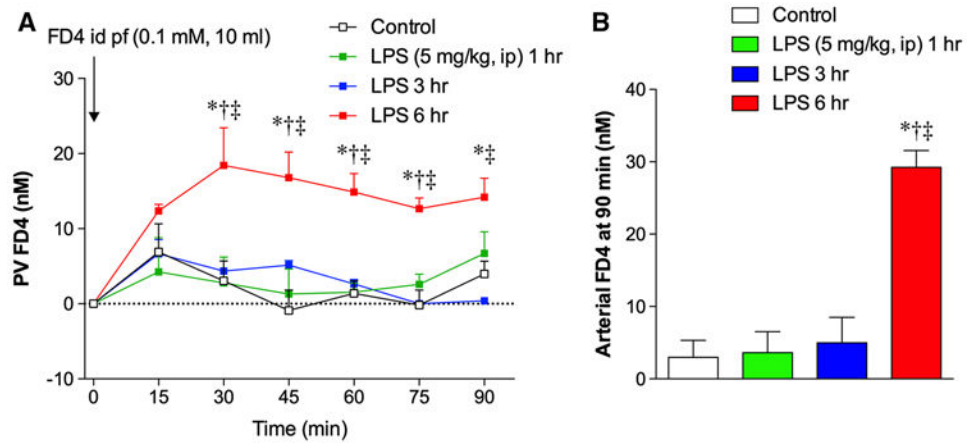 A
FD4 id pf (0.1 mM, 10 ml)
Control
LPS (5 mg/kg, ip) 1 hr
LPS 3 hr
LPS 6 hr
PV FD4 (nM)
30
20
10
0
-10
*†‡
*†‡
*†‡
*†‡
*‡
0 15 30 45 60 75 90
Time (min)
B
Control
LPS (5 mg/kg, ip) 1 hr
LPS 3 hr
LPS 6 hr
Arterial FD4 at 90 min (nM)
40
30
20
10
0
*†‡